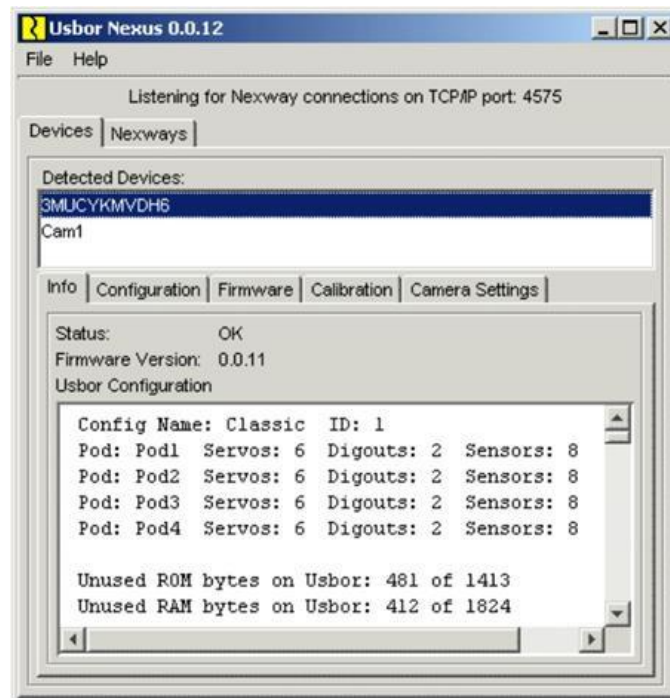 Usbor Nexus 0.0.12
File Help
Listening for Nexway connections on TCP/IP port: 4575
Devices Nexways
Detected Devices:
3MUCYKMVDH6
Cam1
Info Configuration Firmware Calibration Camera Settings
Status: OK
Firmware Version: 0.0.11
Usbor Configuration
Config Name: Classic ID: 1
Pod: Pod1 Servos: 6 Digouts: 2 Sensors: 8
Pod: Pod2 Servos: 6 Digouts: 2 Sensors: 8
Pod: Pod3 Servos: 6 Digouts: 2 Sensors: 8
Pod: Pod4 Servos: 6 Digouts: 2 Sensors: 8
Unused ROM bytes on Usbor: 481 of 1413
Unused RAM bytes on Usbor: 412 of 1824